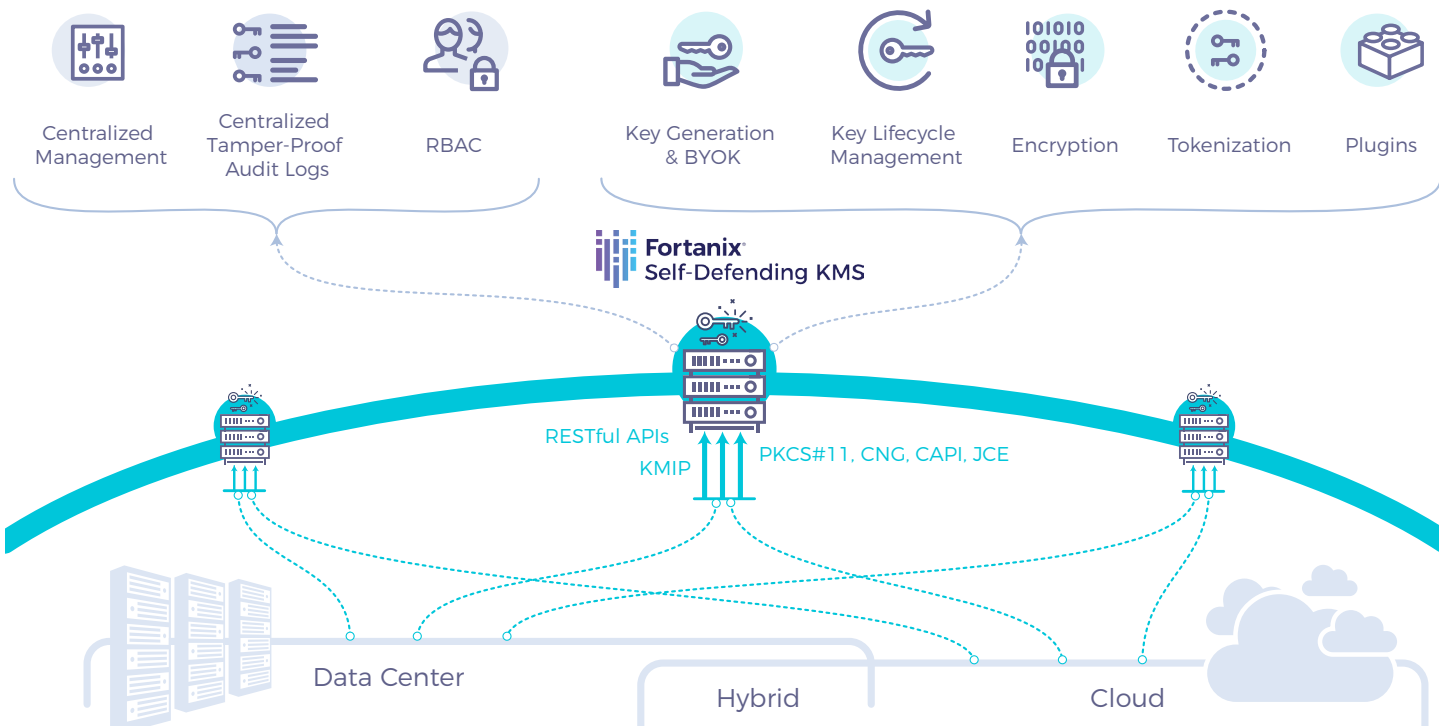 Centralized
Management
Centralized
Tamper-Proof
Audit Logs
RBAC
Key Generation
& BYOK
Key Lifecycle
Management
Encryption
Tokenization
Plugins
101010
Fortanix®
Self-Defending KMS
RESTful APIs
KMIP
PKCS#11, CNG, CAPI, JCE
Data Center
Hybrid
Cloud